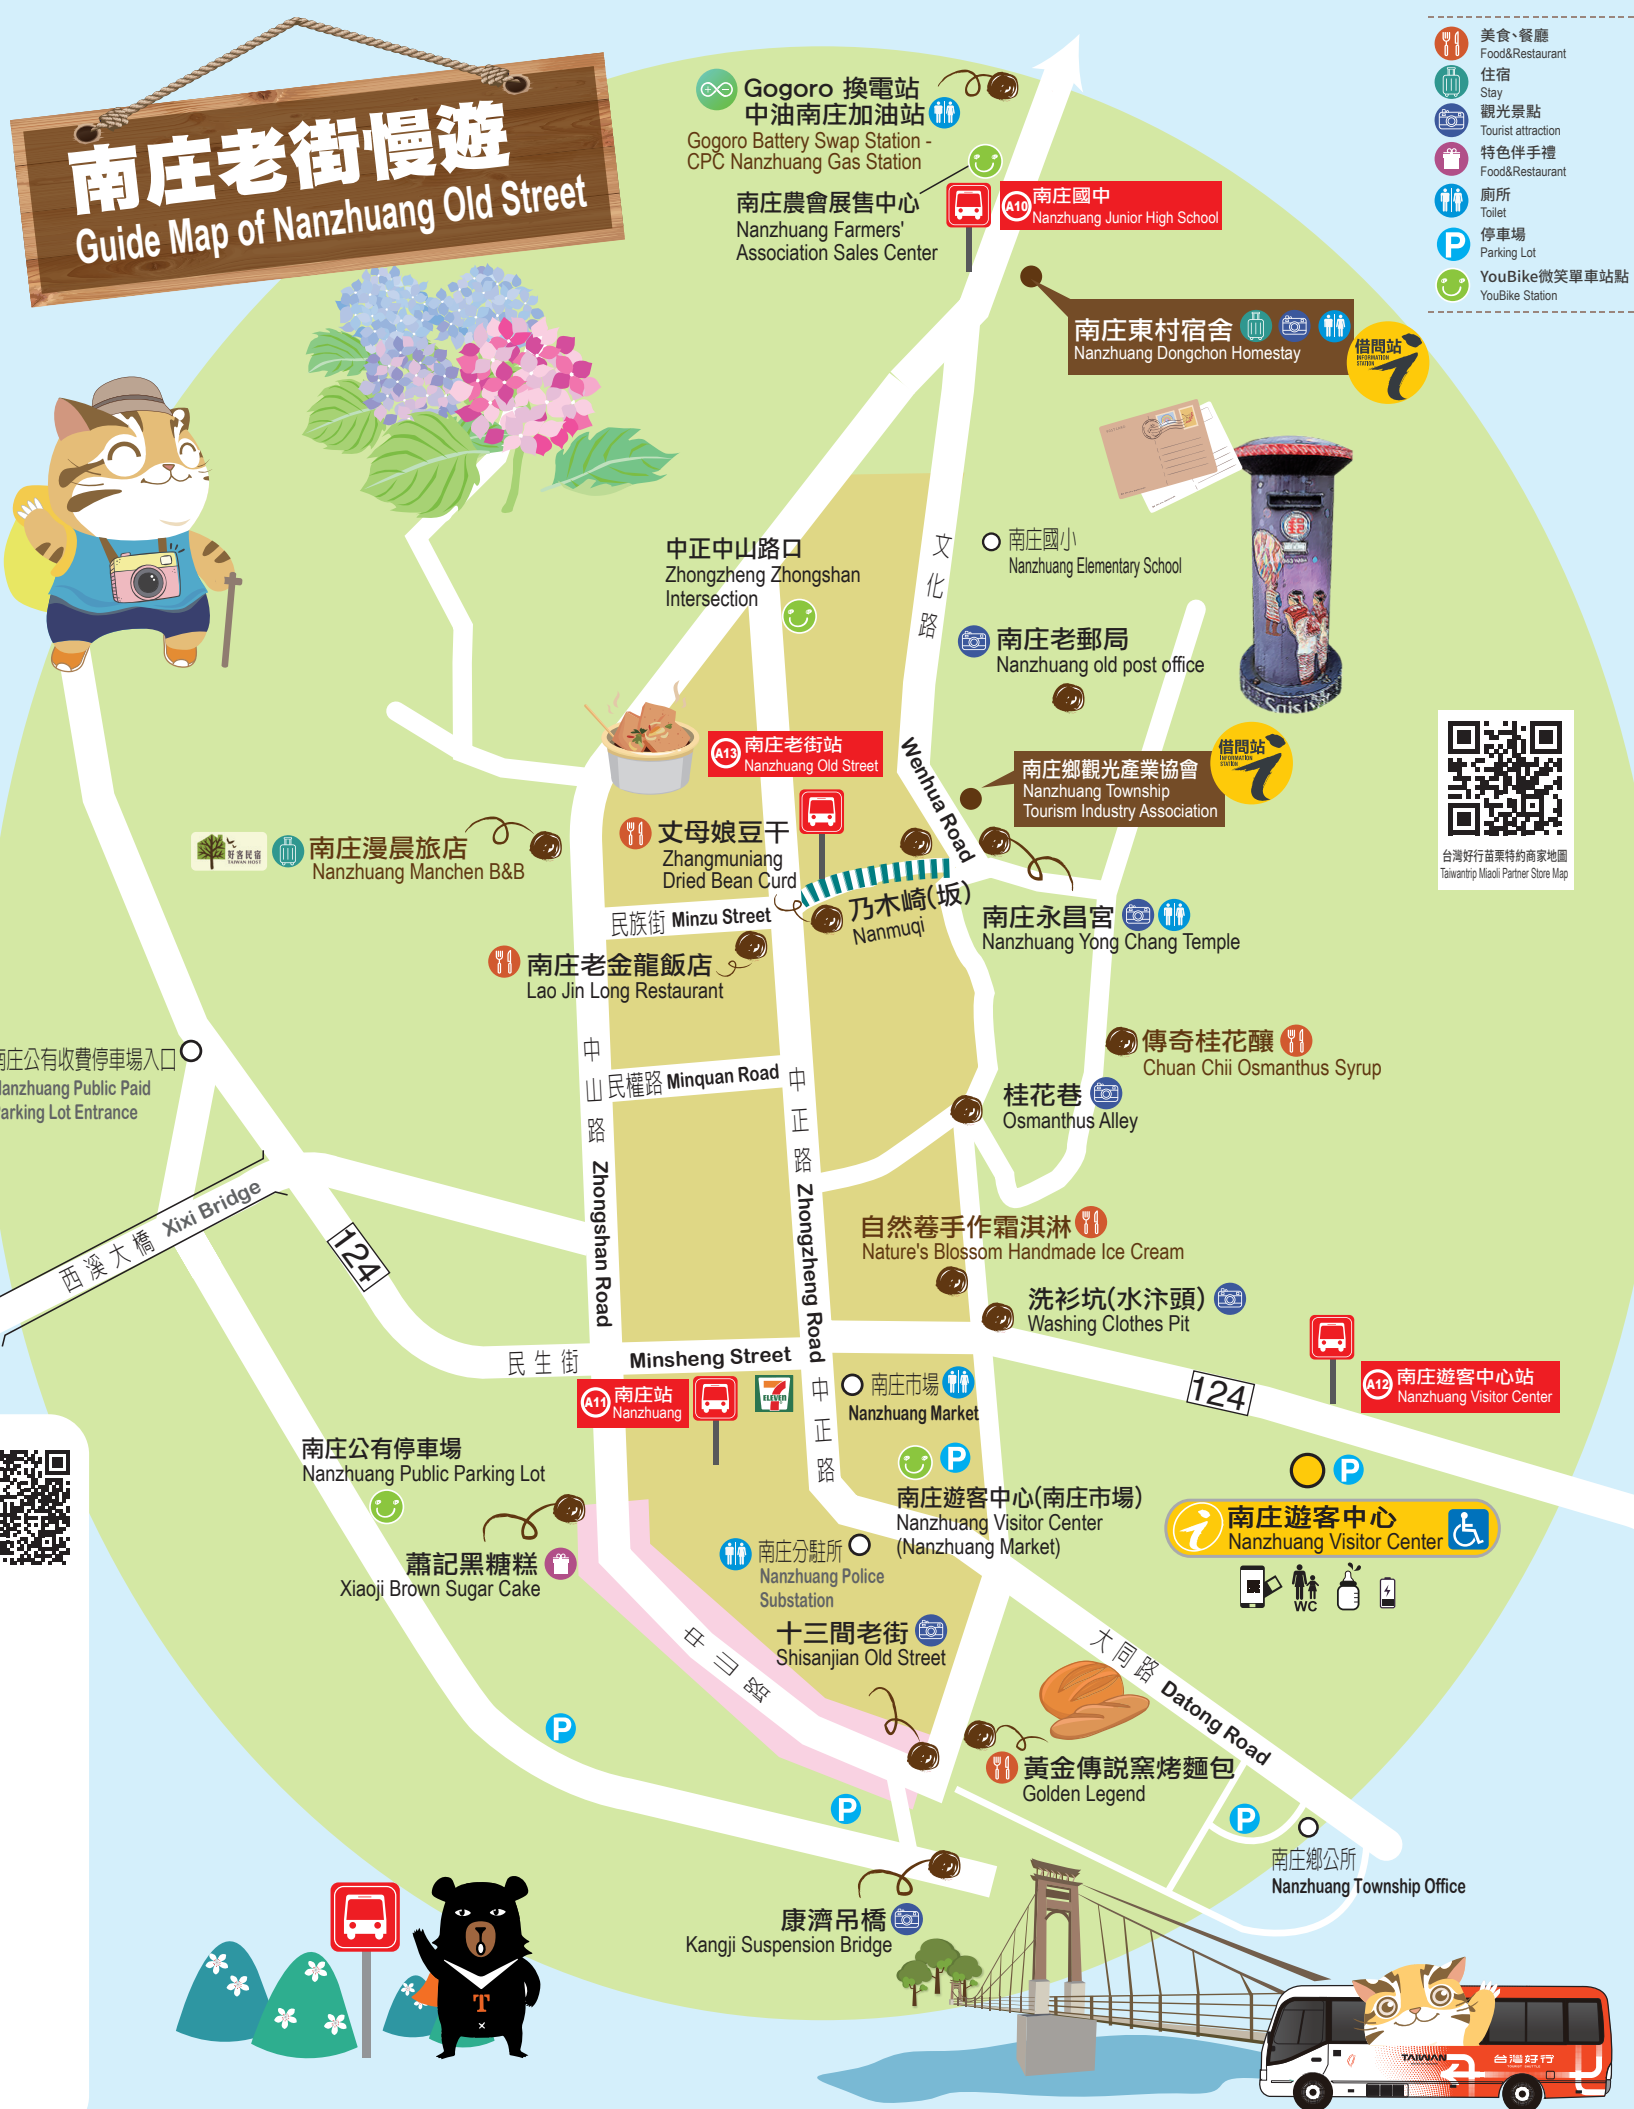 南庄老街慢遊
Guide Map of Nanzhuang Old Street
美食、餐廳
Food&Restaurant
住宿
Stay
觀光景點
Tourist attraction
特色伴手禮
Food&Restaurant
廁所
Toilet
停車場
Parking Lot
YouBike微笑單車站點
YouBike Station
Gogoro 換電站
中油南庄加油站
Gogoro Battery Swap Station -
CPC Nanzhuang Gas Station
南庄農會展售中心
Nanzhuang Farmers'
Association Sales Center
A10
南庄國中
Nanzhuang Junior High School
南庄東村宿舍
Nanzhuang Dongchon Homestay
借問站
INFORMATION
STATION
中正中山路口
Zhongzheng Zhongshan
Intersection
文化路
南庄國小
Nanzhuang Elementary School
南庄老郵局
Nanzhuang old post office
Saisiy
A13
南庄老街站
Nanzhuang Old Street
Wenhua Road
南庄鄉觀光產業協會
Nanzhuang Township
Tourism Industry Association
借問站
INFORMATION
STATION
台灣好行苗栗特約商家地圖
Taiwantrip Miaoli Partner Store Map
好客民宿
TAIWAN HOST
南庄漫晨旅店
Nanzhuang Manchen B&B
丈母娘豆干
Zhangmuniang
Dried Bean Curd
民族街 Minzu Street
乃木崎(坂)
Nanmuqi
南庄永昌宮
Nanzhuang Yong Chang Temple
南庄老金龍飯店
Lao Jin Long Restaurant
南庄公有收費停車場入口
Nanzhuang Public Paid
Parking Lot Entrance
中山路 Zhongshan Road
民權路 Minquan Road
中正路 Zhongzheng Road
傳奇桂花釀
Chuan Chii Osmanthus Syrup
桂花巷
Osmanthus Alley
西溪大橋 Xixi Bridge
124
自然菤手作霜淇淋
Nature's Blossom Handmade Ice Cream
洗衫坑(水汴頭)
Washing Clothes Pit
民生街 Minsheng Street
A11
南庄站
Nanzhuang
7
ELEVEN
中正路
南庄市場
Nanzhuang Market
124
A12
南庄遊客中心站
Nanzhuang Visitor Center
南庄公有停車場
Nanzhuang Public Parking Lot
南庄遊客中心(南庄市場)
Nanzhuang Visitor Center
(Nanzhuang Market)
P
P
南庄遊客中心
Nanzhuang Visitor Center
WC
蕭記黑糖糕
Xiaoji Brown Sugar Cake
南庄分駐所
Nanzhuang Police
Substation
十三間老街
Shisanjian Old Street
中山路
大同路 Datong Road
黃金傳說窯烤麵包
Golden Legend
P
P
P
南庄鄉公所
Nanzhuang Township Office
康濟吊橋
Kangji Suspension Bridge
T
TAIWAN
台灣好行